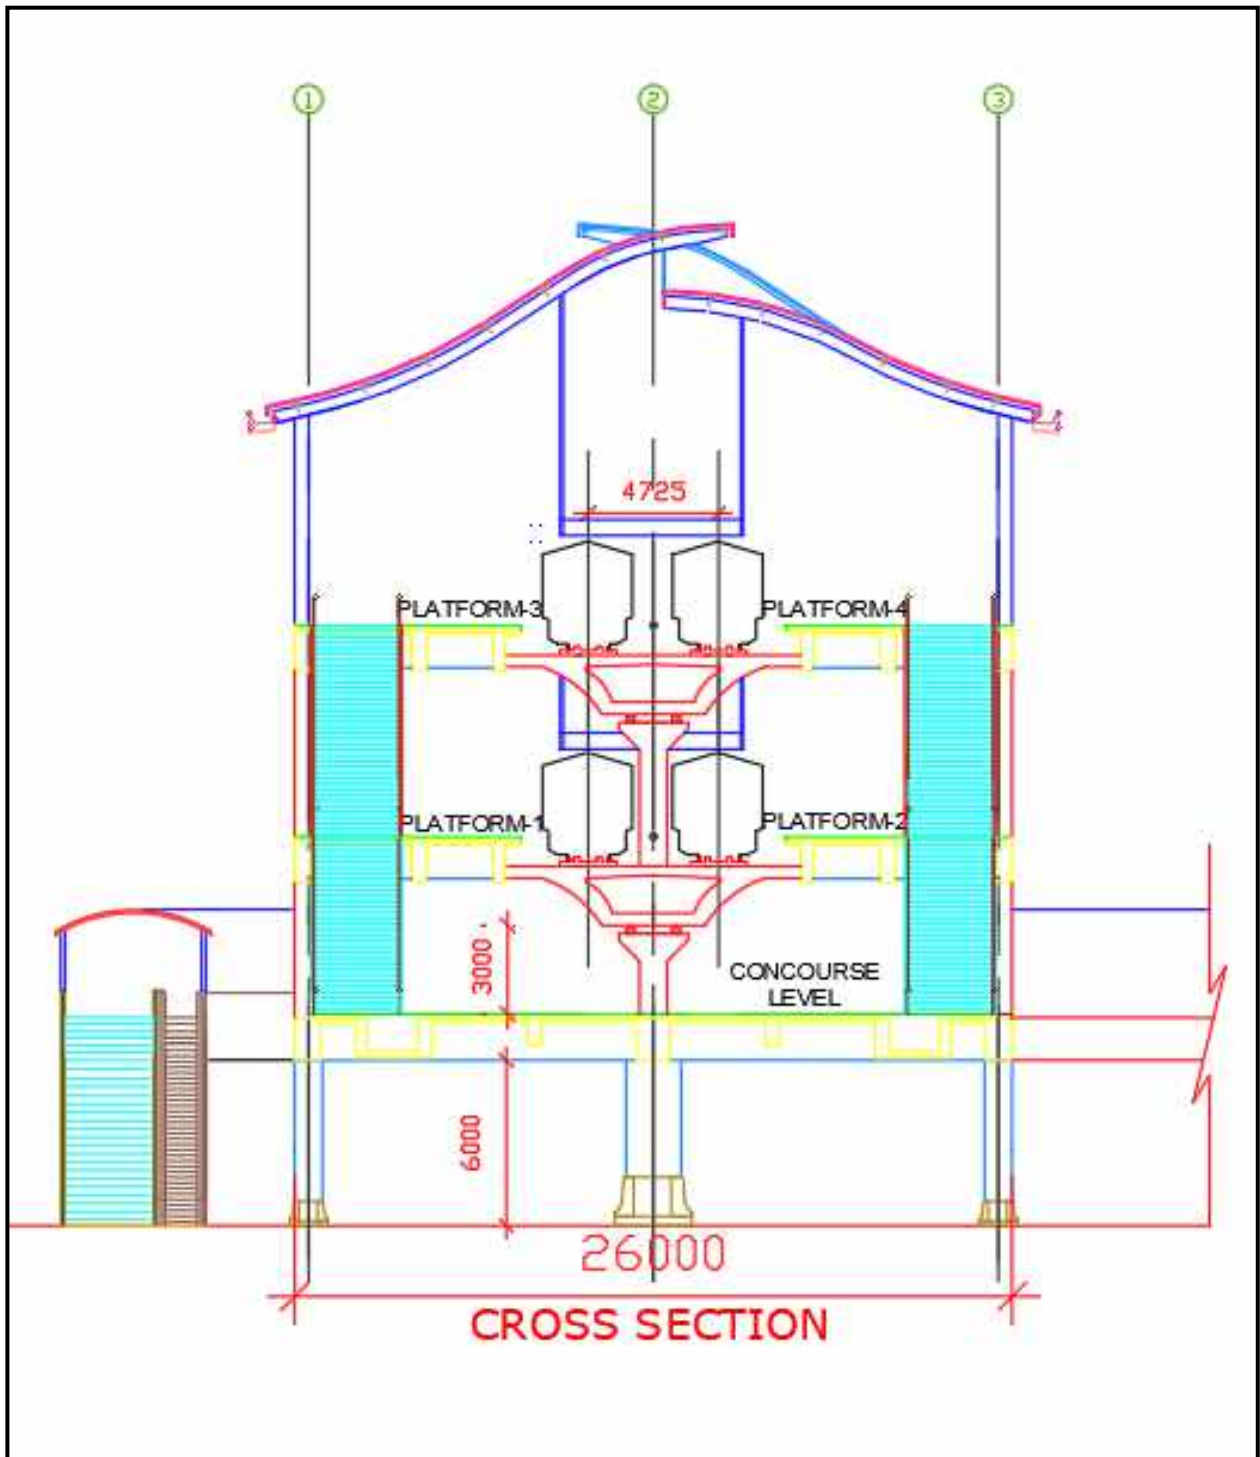 1
2
3
4725
PLATFORM-3
PLATFORM-4
PLATFORM-1
PLATFORM-2
3000
CONCOURSE
LEVEL
6000
26000
CROSS SECTION